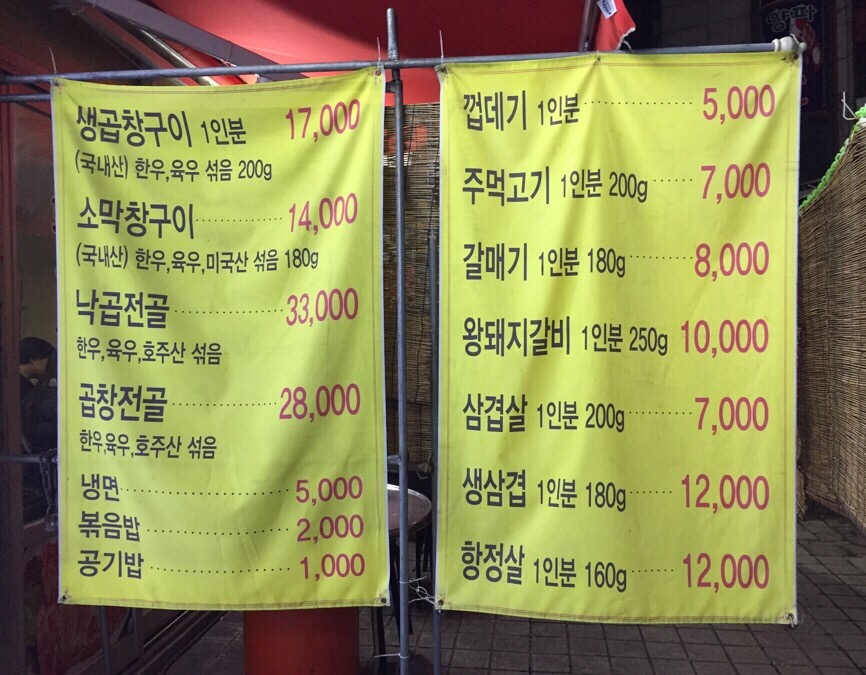 생곱창구이 1인분 17,000
(국내산) 한우,육우 섞음 200g
소막창구이 14,000
(국내산) 한우,육우,미국산 섞음 180g
낙곱전골 33,000
한우,육우,호주산 섞음
곱창전골 28,000
한우,육우,호주산 섞음
냉면 5,000
볶음밥 2,000
공기밥 1,000
껍데기 1인분 5,000
주먹고기 1인분 200g 7,000
갈매기 1인분 180g 8,000
왕돼지갈비 1인분 250g 10,000
삼겹살 1인분 200g 7,000
생삼겹 1인분 180g 12,000
항정살 1인분 160g 12,000